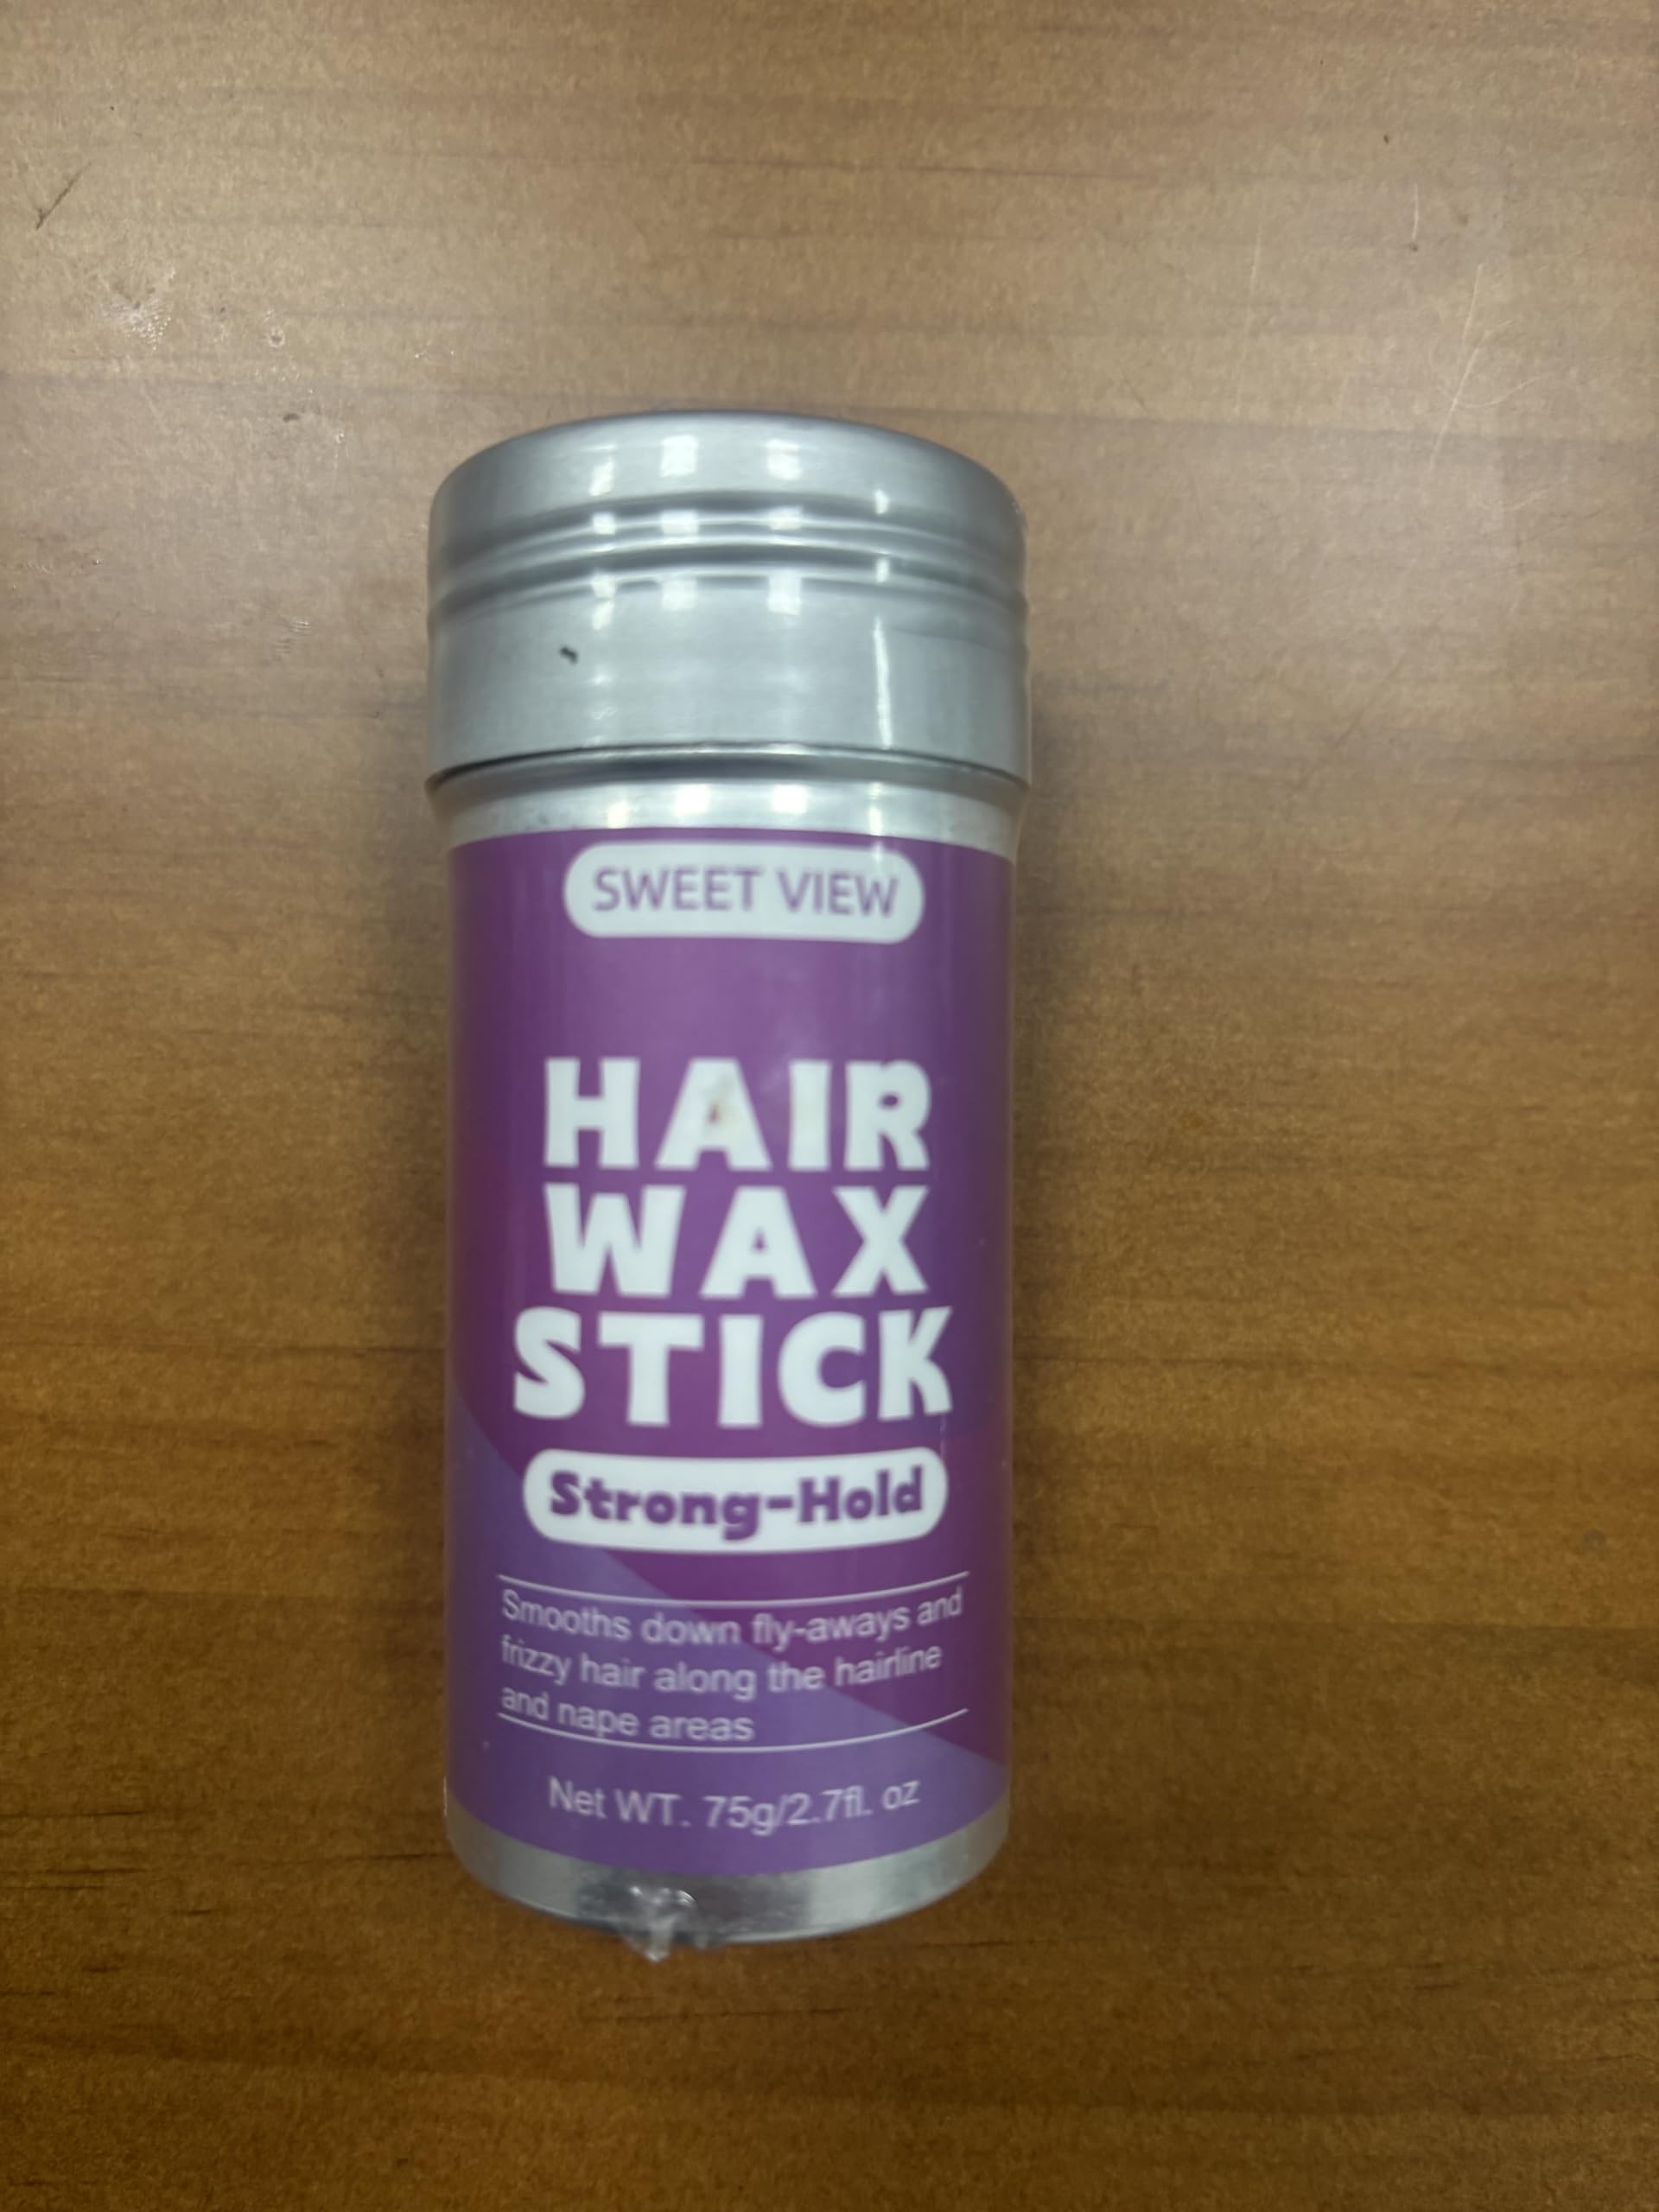 SWEET VIEW
HAIR
WAX
STICK
Strong-Hold
Smooths down fly-aways and
frizzy hair along the hairline
and nape areas
Net WT. 75g/2.7fl. oz